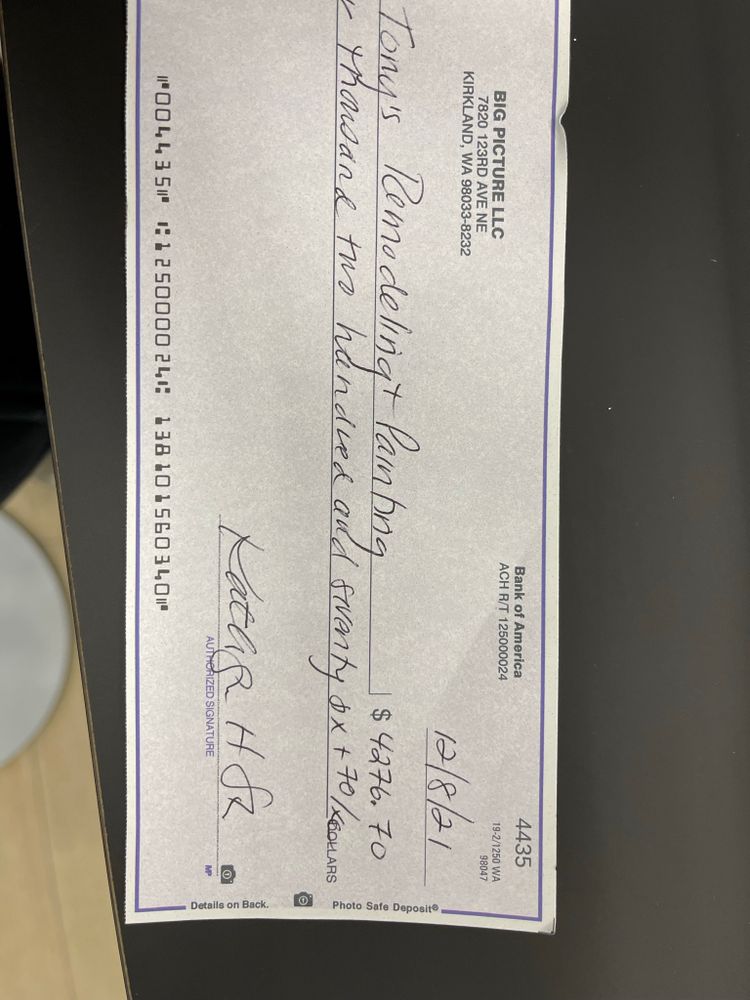 BIG PICTURE LLC
7820 123RD AVE NE
KIRKLAND, WA 98033-8232
Bank of America
ACH R/T 125000024
4435
19-2/1250 WA
98047
12/8/21
Tony's Remodeling + Painting $ 4276.70
thousand two hundred and seventy six + 70/xx DOLLARS
Photo Safe Deposit®
Details on Back.
AUTHORIZED SIGNATURE
MP
⑈004435⑈ ⑆125000024⑆ 138101560340⑈